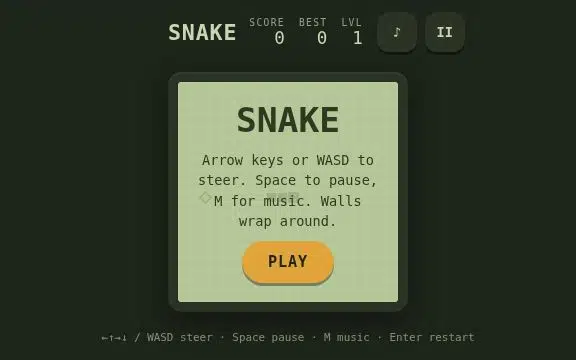 SNAKE
SCORE BEST LVL
0 0 1
♪ II
SNAKE
Arrow keys or WASD to
steer. Space to pause,
M for music. Walls
wrap around.
PLAY
←↑→↓ / WASD steer · Space pause · M music · Enter restart